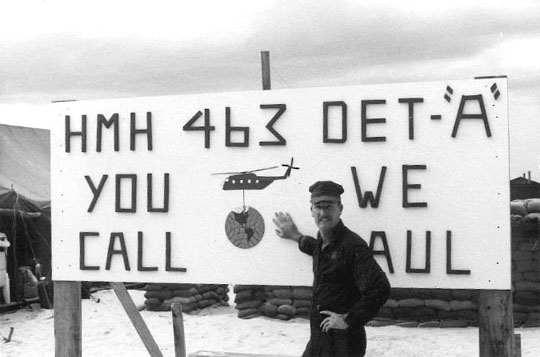 HMH 463 DET-"A"
YOU WE
CALL AUL